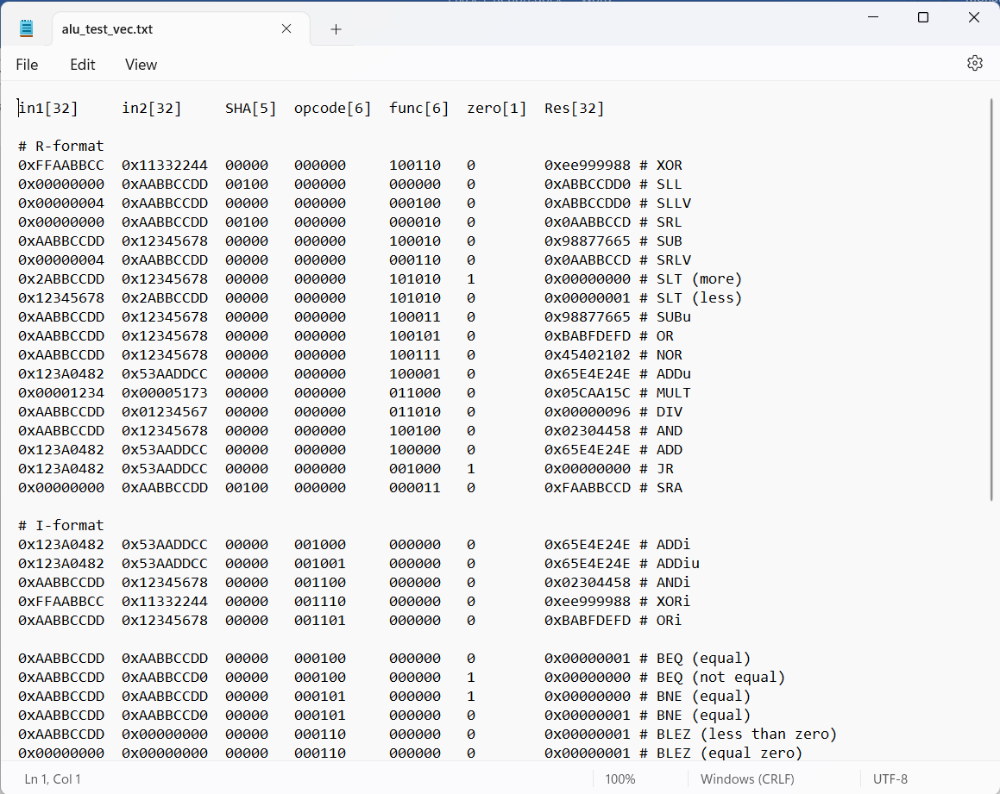 alu_test_vec.txt
File Edit View
in1[32] in2[32] SHA[5] opcode[6] func[6] zero[1] Res[32]
# R-format
0xFFAABBCC 0x11332244 00000 000000 100110 0 0xee999988 # XOR
0x00000000 0xAABBCCDD 00100 000000 000000 0 0xABBCCDD0 # SLL
0x00000004 0xAABBCCDD 00000 000000 000100 0 0xABBCCDD0 # SLLV
0x00000000 0xAABBCCDD 00100 000000 000010 0 0x0AABBCCD # SRL
0xAABBCCDD 0x12345678 00000 000000 100010 0 0x98877665 # SUB
0x00000004 0xAABBCCDD 00000 000000 000110 0 0x0AABBCCD # SRLV
0x2ABBCCDD 0x12345678 00000 000000 101010 1 0x00000000 # SLT (more)
0x12345678 0x2ABBCCDD 00000 000000 101010 0 0x00000001 # SLT (less)
0xAABBCCDD 0x12345678 00000 000000 100011 0 0x98877665 # SUBu
0xAABBCCDD 0x12345678 00000 000000 100101 0 0xBABFDEFD # OR
0xAABBCCDD 0x12345678 00000 000000 100111 0 0x45402102 # NOR
0x123A0482 0x53AADDCC 00000 000000 100001 0 0x65E4E24E # ADDu
0x00001234 0x00005173 00000 000000 011000 0 0x05CAA15C # MULT
0xAABBCCDD 0x01234567 00000 000000 011010 0 0x00000096 # DIV
0xAABBCCDD 0x12345678 00000 000000 100100 0 0x02304458 # AND
0x123A0482 0x53AADDCC 00000 000000 100000 0 0x65E4E24E # ADD
0x123A0482 0x53AADDCC 00000 000000 001000 1 0x00000000 # JR
0x00000000 0xAABBCCDD 00100 000000 000011 0 0xFAABBCCD # SRA
# I-format
0x123A0482 0x53AADDCC 00000 001000 000000 0 0x65E4E24E # ADDi
0x123A0482 0x53AADDCC 00000 001001 000000 0 0x65E4E24E # ADDiu
0xAABBCCDD 0x12345678 00000 001100 000000 0 0x02304458 # ANDi
0xFFAABBCC 0x11332244 00000 001110 000000 0 0xee999988 # XORi
0xAABBCCDD 0x12345678 00000 001101 000000 0 0xBABFDEFD # ORi
0xAABBCCDD 0xAABBCCDD 00000 000100 000000 0 0x00000001 # BEQ (equal)
0xAABBCCDD 0xAABBCCD0 00000 000100 000000 1 0x00000000 # BEQ (not equal)
0xAABBCCDD 0xAABBCCDD 00000 000101 000000 1 0x00000000 # BNE (equal)
0xAABBCCDD 0xAABBCCD0 00000 000101 000000 0 0x00000001 # BNE (equal)
0xAABBCCDD 0x00000000 00000 000110 000000 0 0x00000001 # BLEZ (less than zero)
0x00000000 0x00000000 00000 000110 000000 0 0x00000001 # BLEZ (equal zero)
Ln 1, Col 1 100% Windows (CRLF) UTF-8